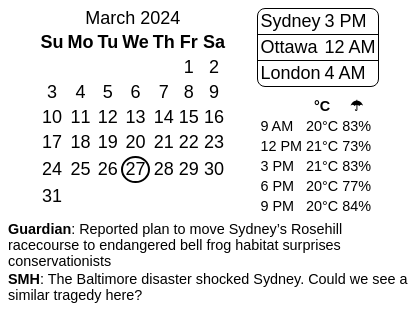 March 2024
Su Mo Tu We Th Fr Sa
1 2
3 4 5 6 7 8 9
10 11 12 13 14 15 16
17 18 19 20 21 22 23
24 25 26 27 28 29 30
31
Sydney 3 PM
Ottawa 12 AM
London 4 AM
°C ☂
9 AM 20°C 83%
12 PM 21°C 73%
3 PM 21°C 83%
6 PM 20°C 77%
9 PM 20°C 84%
Guardian: Reported plan to move Sydney’s Rosehill
racecourse to endangered bell frog habitat surprises
conservationists
SMH: The Baltimore disaster shocked Sydney. Could we see a
similar tragedy here?